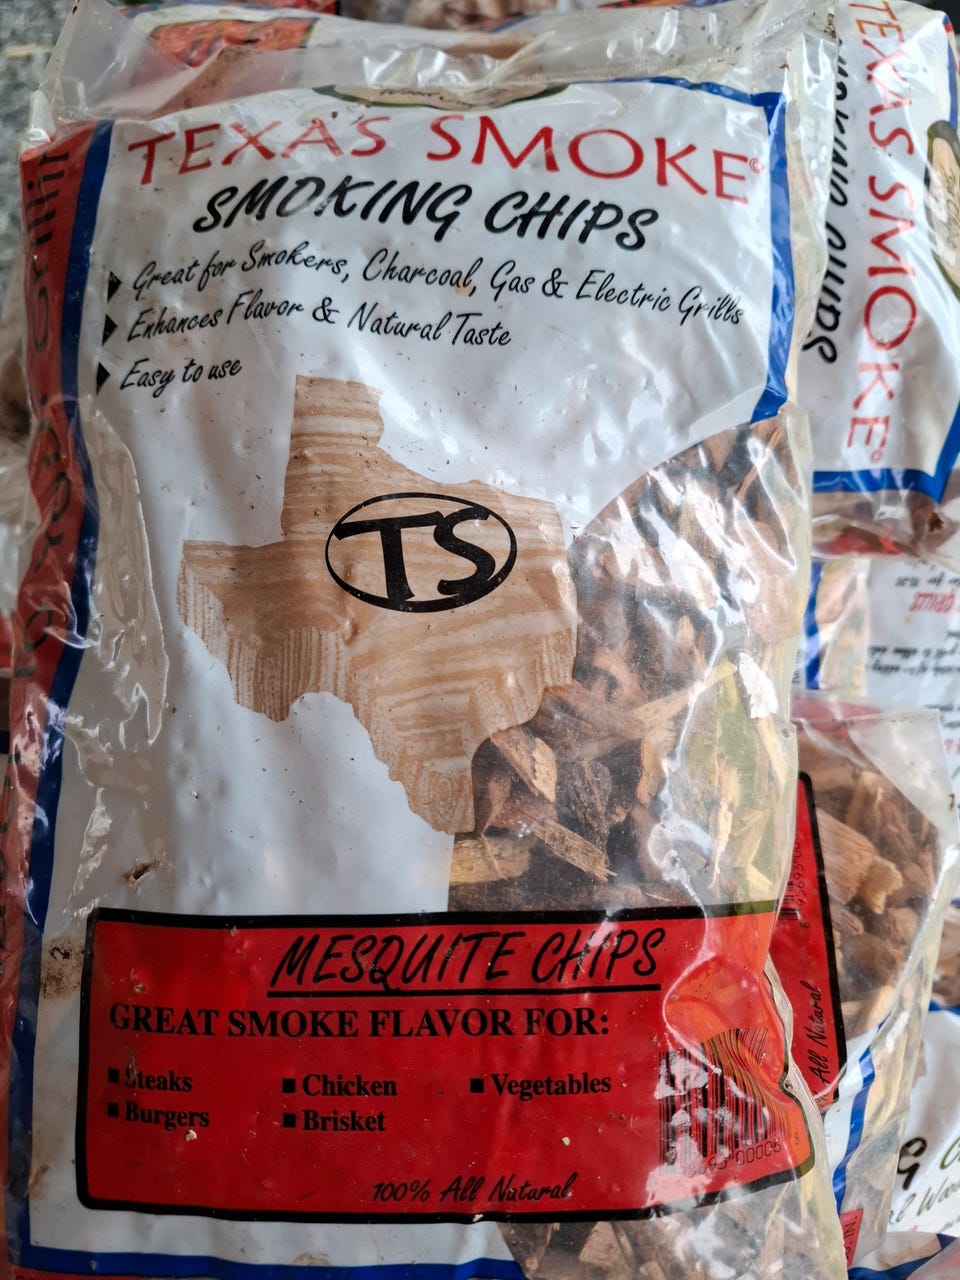 TEXAS SMOKE©
SMOKING CHIPS
Great for Smokers, Charcoal, Gas & Electric Grills
Enhances Flavor & Natural Taste
Easy to use
TS
MESQUITE CHIPS
GREAT SMOKE FLAVOR FOR:
■ Steaks ■ Chicken ■ Vegetables
■ Burgers ■ Brisket
100% All Natural
TEXAS SMOKE©
All Natural